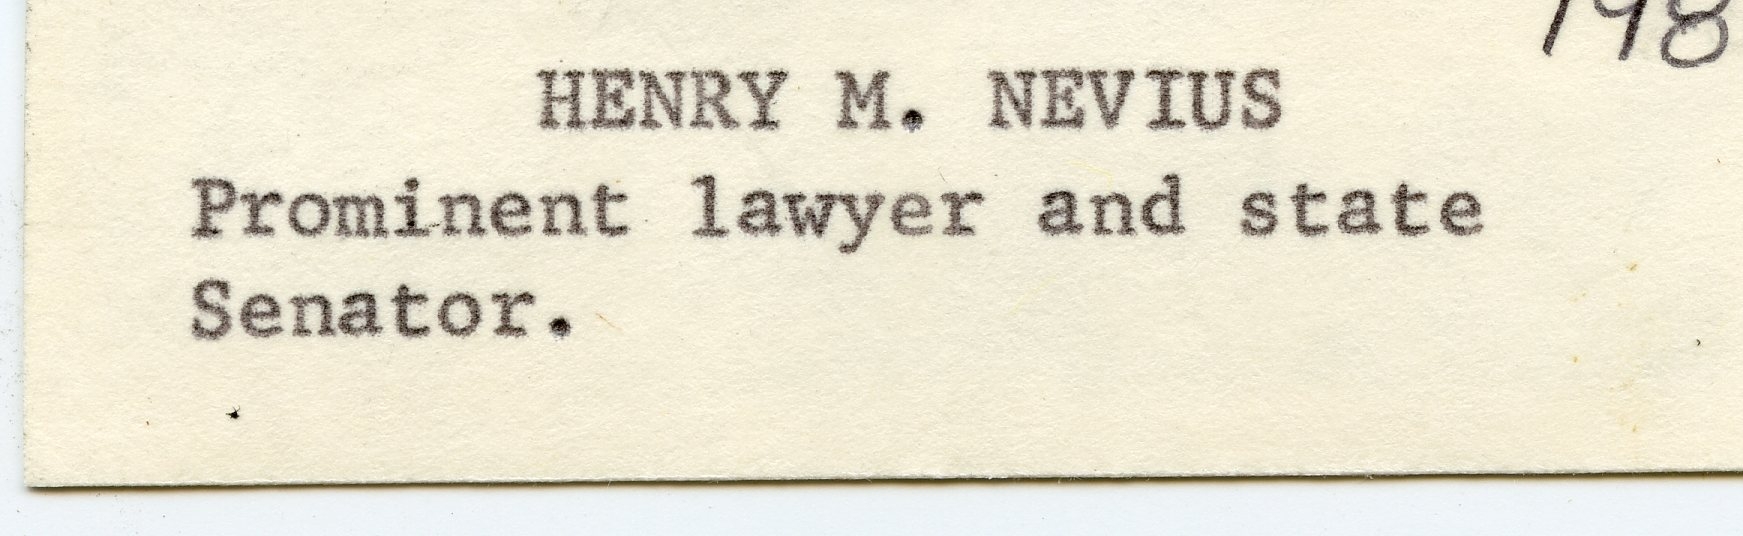 198
HENRY M. NEVIUS
Prominent lawyer and state
Senator.